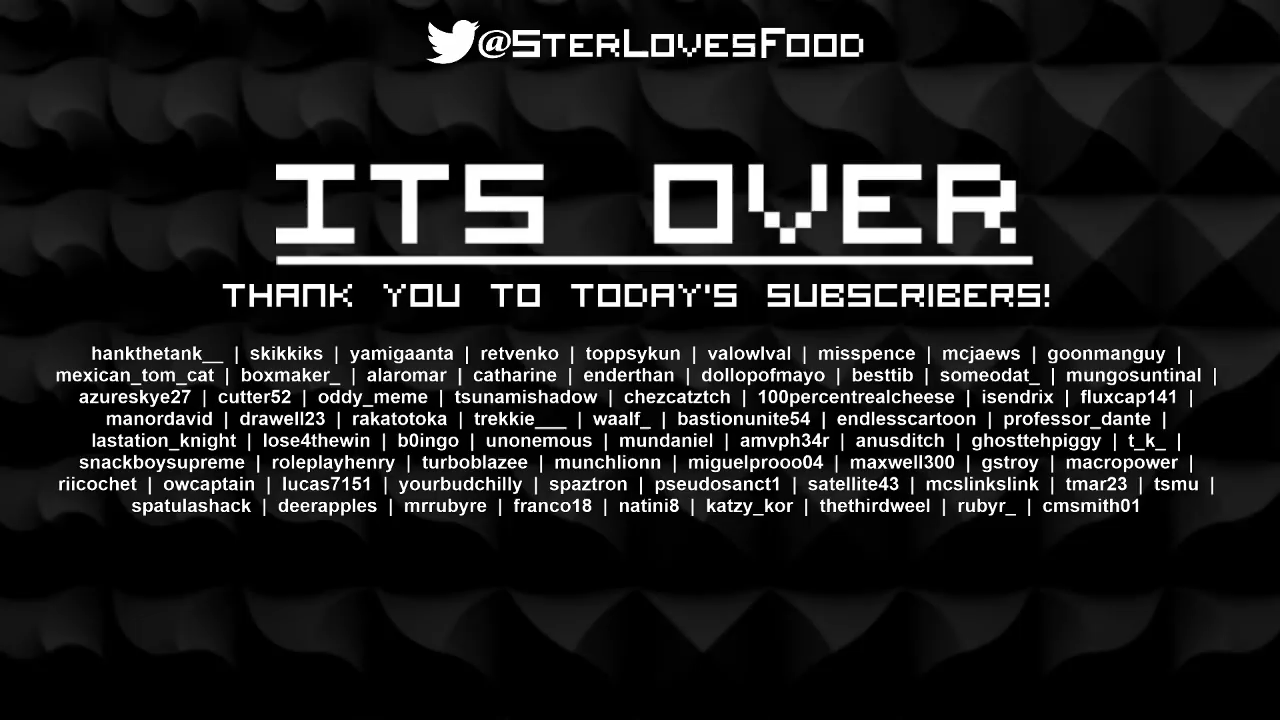 @SterLovesFood
ITS OVER
THANK YOU TO TODAY'S SUBSCRIBERS!
hankthetank__ | skikkiks | yamigaanta | retvenko | toppsykun | valowlval | misspence | mcjaews | goonmanguy |
mexican_tom_cat | boxmaker_ | alaromar | catharine | enderthan | dollopofmayo | besttib | someodat_ | mungosuntinal |
azureskye27 | cutter52 | oddy_meme | tsunamishadow | chezcatztch | 100percentrealcheese | isendrix | fluxcap141 |
manordavid | drawell23 | rakatotoka | trekkie___ | waalf_ | bastionunite54 | endlesscartoon | professor_dante |
lastation_knight | lose4thewin | b0ingo | unonemous | mundaniel | amvph34r | anusditch | ghosttehpiggy | t_k_ |
snackboysupreme | roleplayhenry | turboblazee | munchlionn | miguelprooo04 | maxwell300 | gstroy | macropower |
riicochet | owcaptain | lucas7151 | yourbudchilly | spaztron | pseudosanct1 | satellite43 | mcslinkslink | tmar23 | tsmu |
spatulashack | deerapples | mrrubyre | franco18 | natini8 | katzy_kor | thethirdweel | rubyr_ | cmsmith01